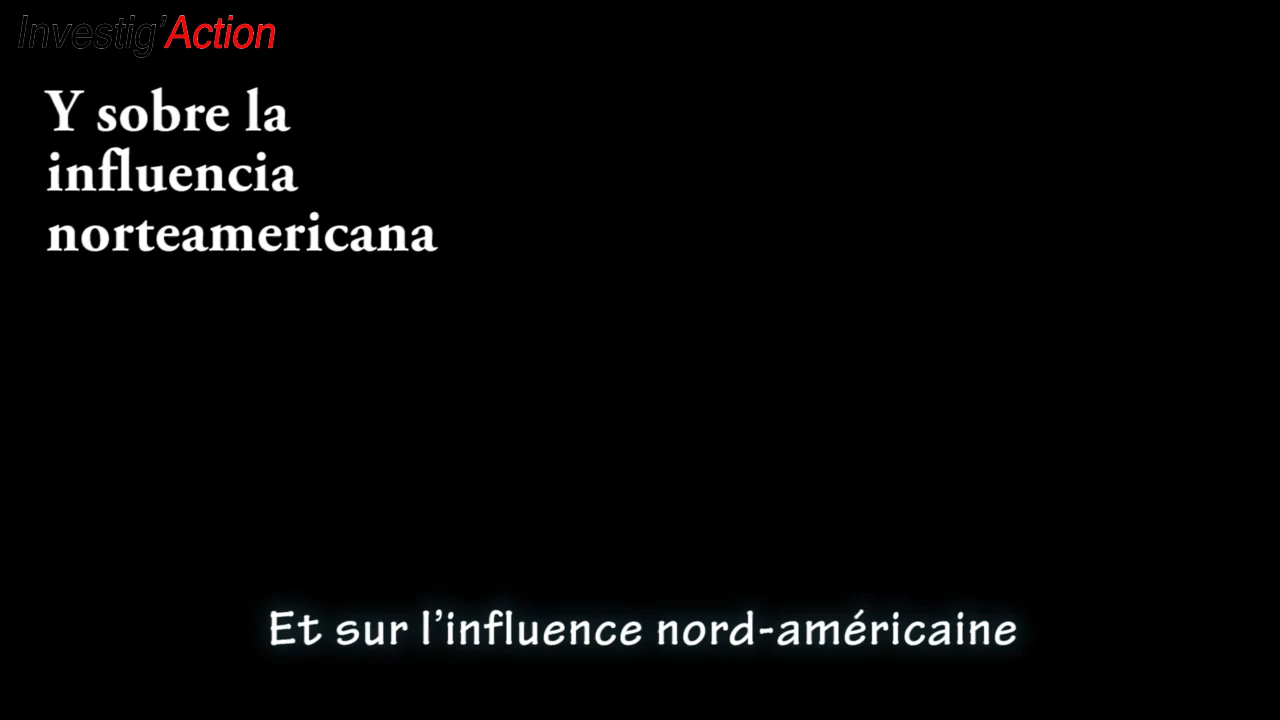 Investig'Action
Y sobre la
influencia
norteamericana
Et sur l'influence nord-américaine